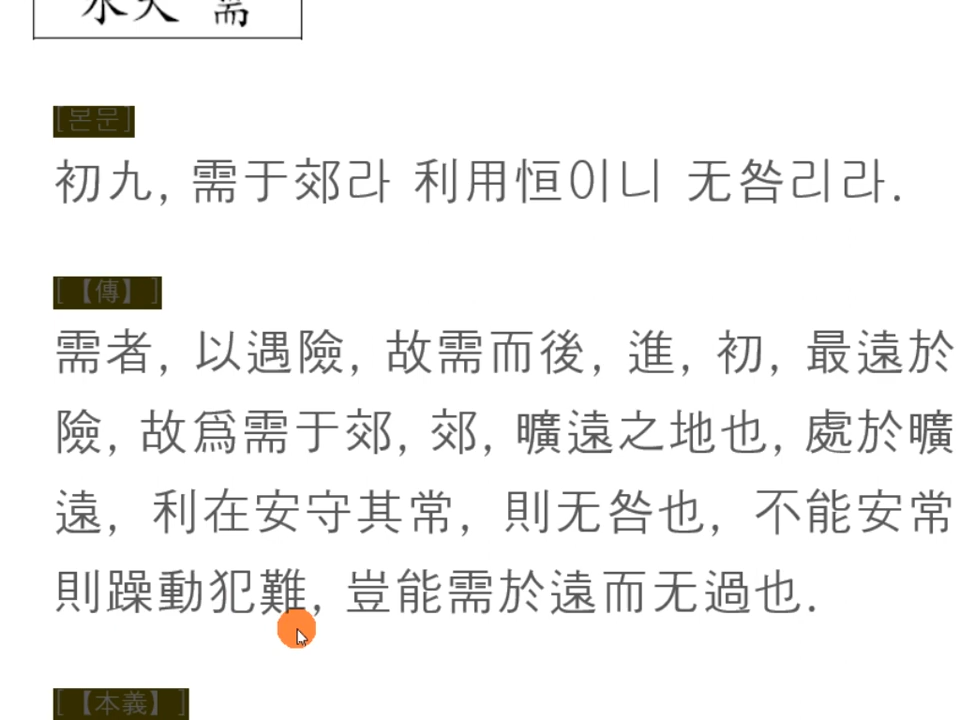 水天 需
[본문]
初九, 需于郊라 利用恒이니 无咎리라.
[【傳】]
需者, 以遇險, 故需而後, 進, 初, 最遠於
險, 故爲需于郊, 郊, 曠遠之地也, 處於曠
遠, 利在安守其常, 則无咎也, 不能安常
則躁動犯難, 豈能需於遠而无過也.
[【本義】]